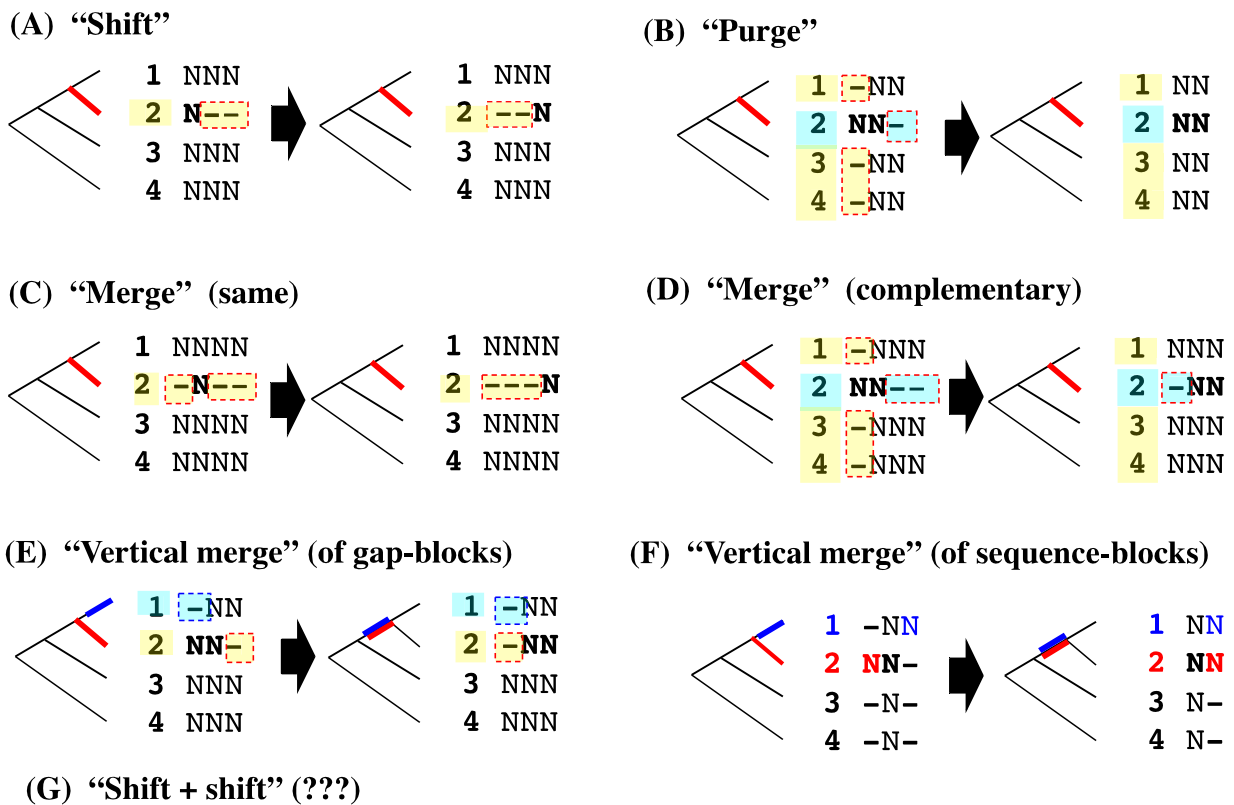 (A) “Shift”
1 NNN
2 N--
3 NNN
4 NNN
1 NNN
2 --N
3 NNN
4 NNN
(B) “Purge”
1 -NN
2 NN-
3 -NN
4 -NN
1 NN
2 NN
3 NN
4 NN
(C) “Merge” (same)
1 NNNN
2 -N--
3 NNNN
4 NNNN
1 NNNN
2 ---N
3 NNNN
4 NNNN
(D) “Merge” (complementary)
1 -NNN
2 NN--
3 -NNN
4 -NNN
1 NNN
2 -NN
3 NNN
4 NNN
(E) “Vertical merge” (of gap-blocks)
1 -NN
2 NN-
3 NNN
4 NNN
1 -NN
2 -NN
3 NNN
4 NNN
(F) “Vertical merge” (of sequence-blocks)
1 -NN
2 NN-
3 -N-
4 -N-
1 NN
2 NN
3 N-
4 N-
(G) “Shift + shift” (???)